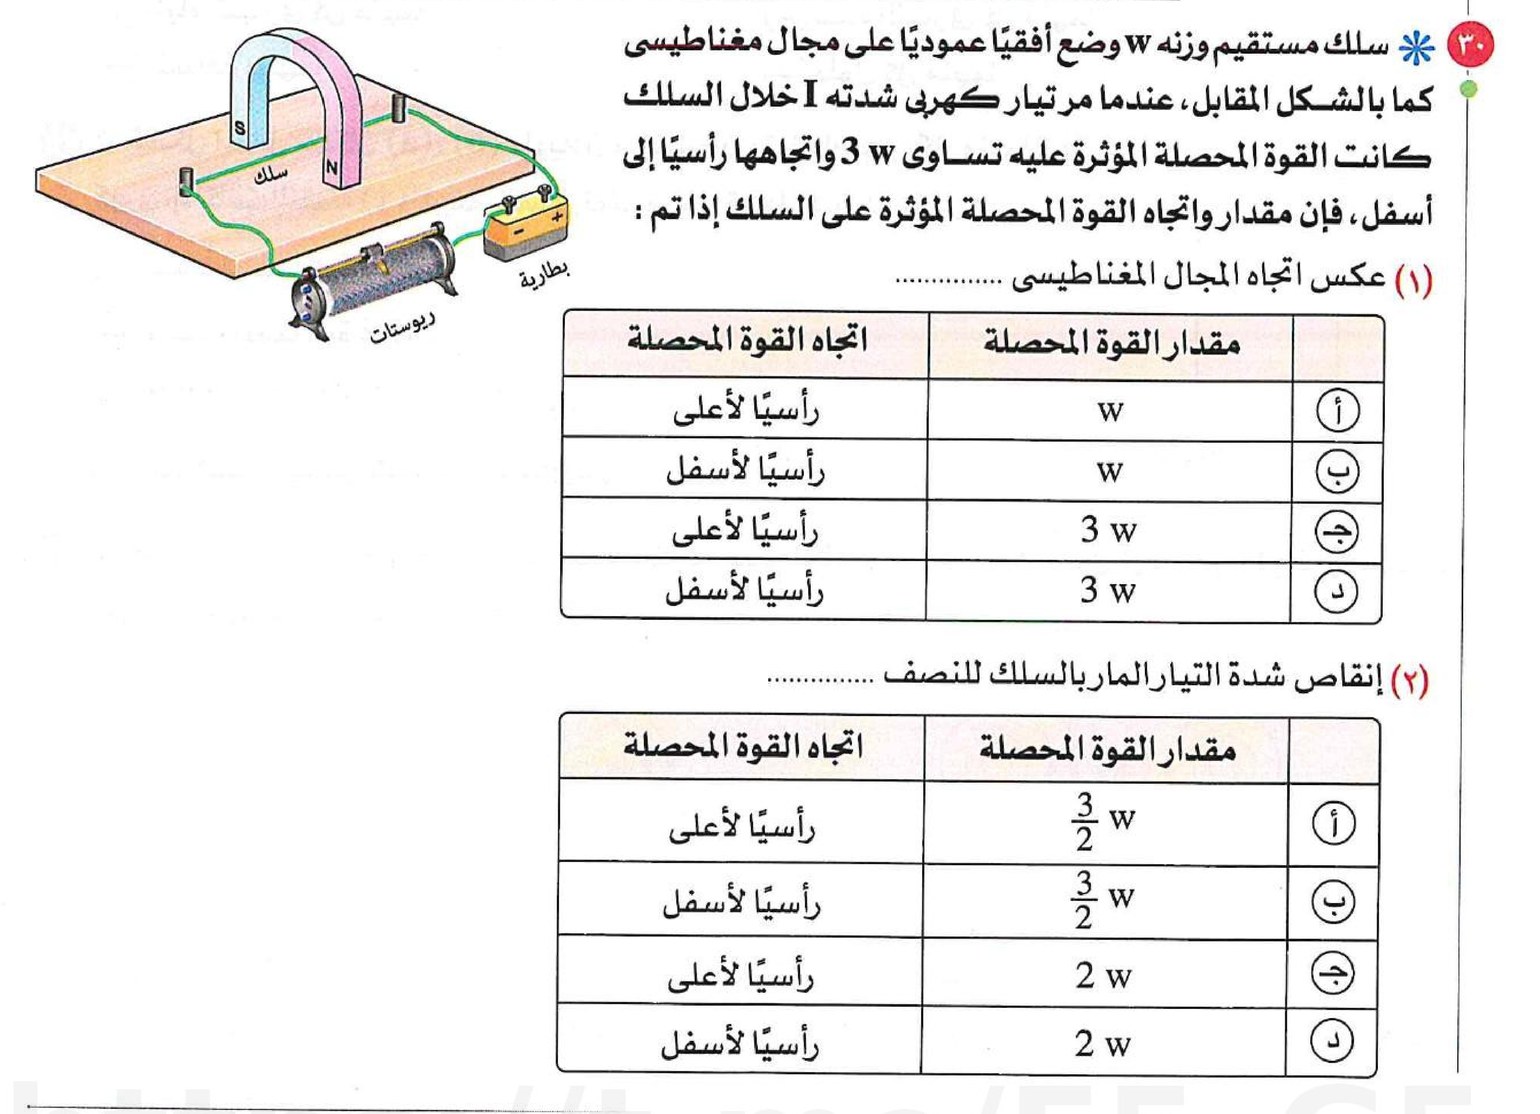 ٣٠ سلك مستقيم وزنه w وضع أفقيًا عموديًا على مجال مغناطيسى
كما بالشكل المقابل، عندما مر تيار كهربى شدته I خلال السلك
كانت القوة المحصلة المؤثرة عليه تساوى 3 w واتجاهها رأسيًا إلى
أسفل، فإن مقدار واتجاه القوة المحصلة المؤثرة على السلك إذا تم :
S
N
سلك
+
-
بطارية
ريوستات
(١) عكس اتجاه المجال المغناطيسى ...............
مقدار القوة المحصلة اتجاه القوة المحصلة
أ w رأسيًا لأعلى
ب w رأسيًا لأسفل
جـ 3 w رأسيًا لأعلى
د 3 w رأسيًا لأسفل
(٢) إنقاص شدة التيار المار بالسلك للنصف ...............
مقدار القوة المحصلة اتجاه القوة المحصلة
أ 3/2 w رأسيًا لأعلى
ب 3/2 w رأسيًا لأسفل
جـ 2 w رأسيًا لأعلى
د 2 w رأسيًا لأسفل